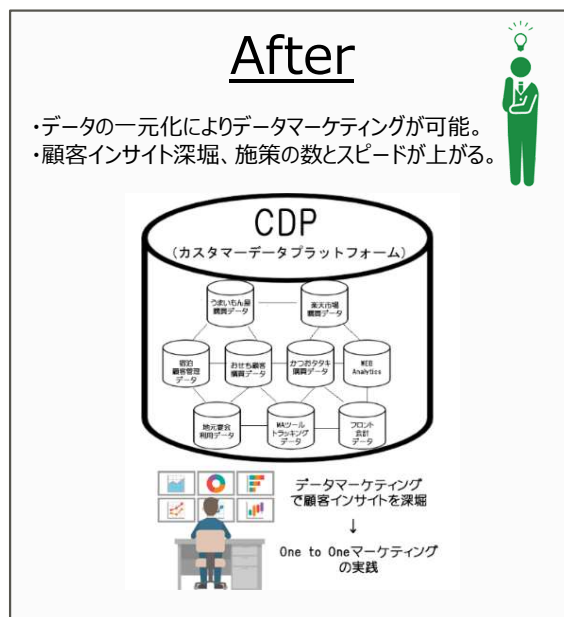 After
・データの一元化によりデータマーケティングが可能。
・顧客インサイト深堀、施策の数とスピードが上がる。
CDP
(カスタマーデータプラットフォーム)
うまいもん屋
購買データ
楽天市場
購買データ
宿泊
顧客管理
データ
おせち顧客
購買データ
かつおタタキ
購買データ
WEB
Analytics
地元宴会
利用データ
MAツール
トラッキング
データ
フロント
会計
データ
データマーケティング
で顧客インサイトを深堀
↓
One to Oneマーケティング
の実践